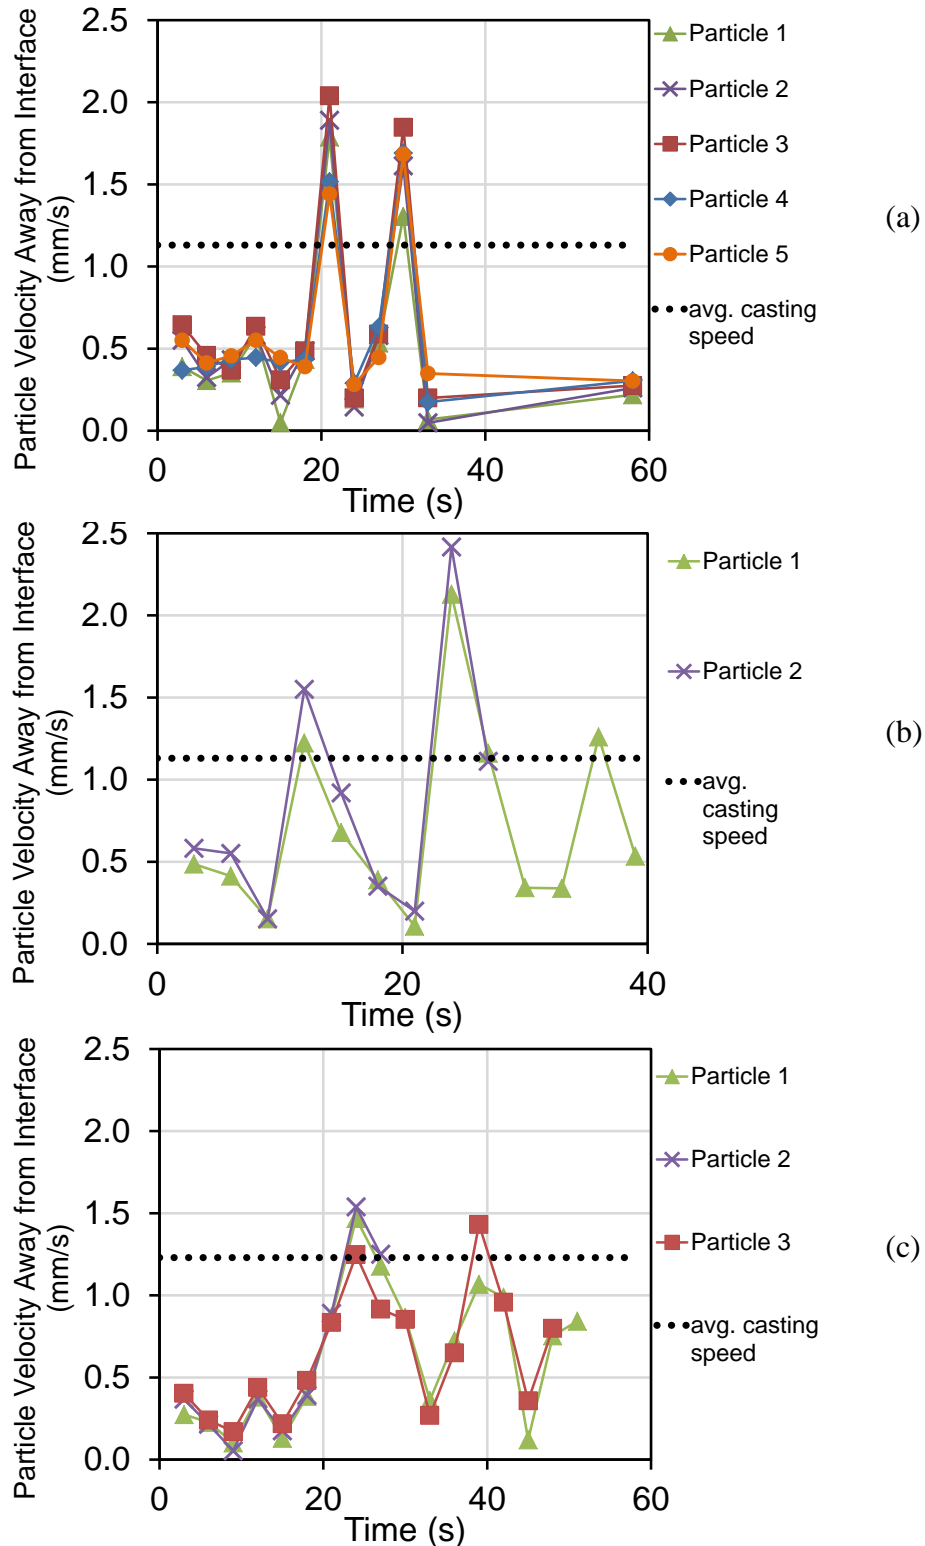 Particle Velocity Away from Interface
(mm/s)
2.5
2.0
1.5
1.0
0.5
0.0
0
20
40
60
Time (s)
Particle 1
Particle 2
Particle 3
Particle 4
Particle 5
avg. casting
speed
(a)
Particle Velocity Away from Interface
(mm/s)
2.5
2.0
1.5
1.0
0.5
0.0
0
20
40
Time (s)
Particle 1
Particle 2
avg.
casting
speed
(b)
Particle Velocity Away from Interface
(mm/s)
2.5
2.0
1.5
1.0
0.5
0.0
0
20
40
60
Time (s)
Particle 1
Particle 2
Particle 3
avg. casting
speed
(c)